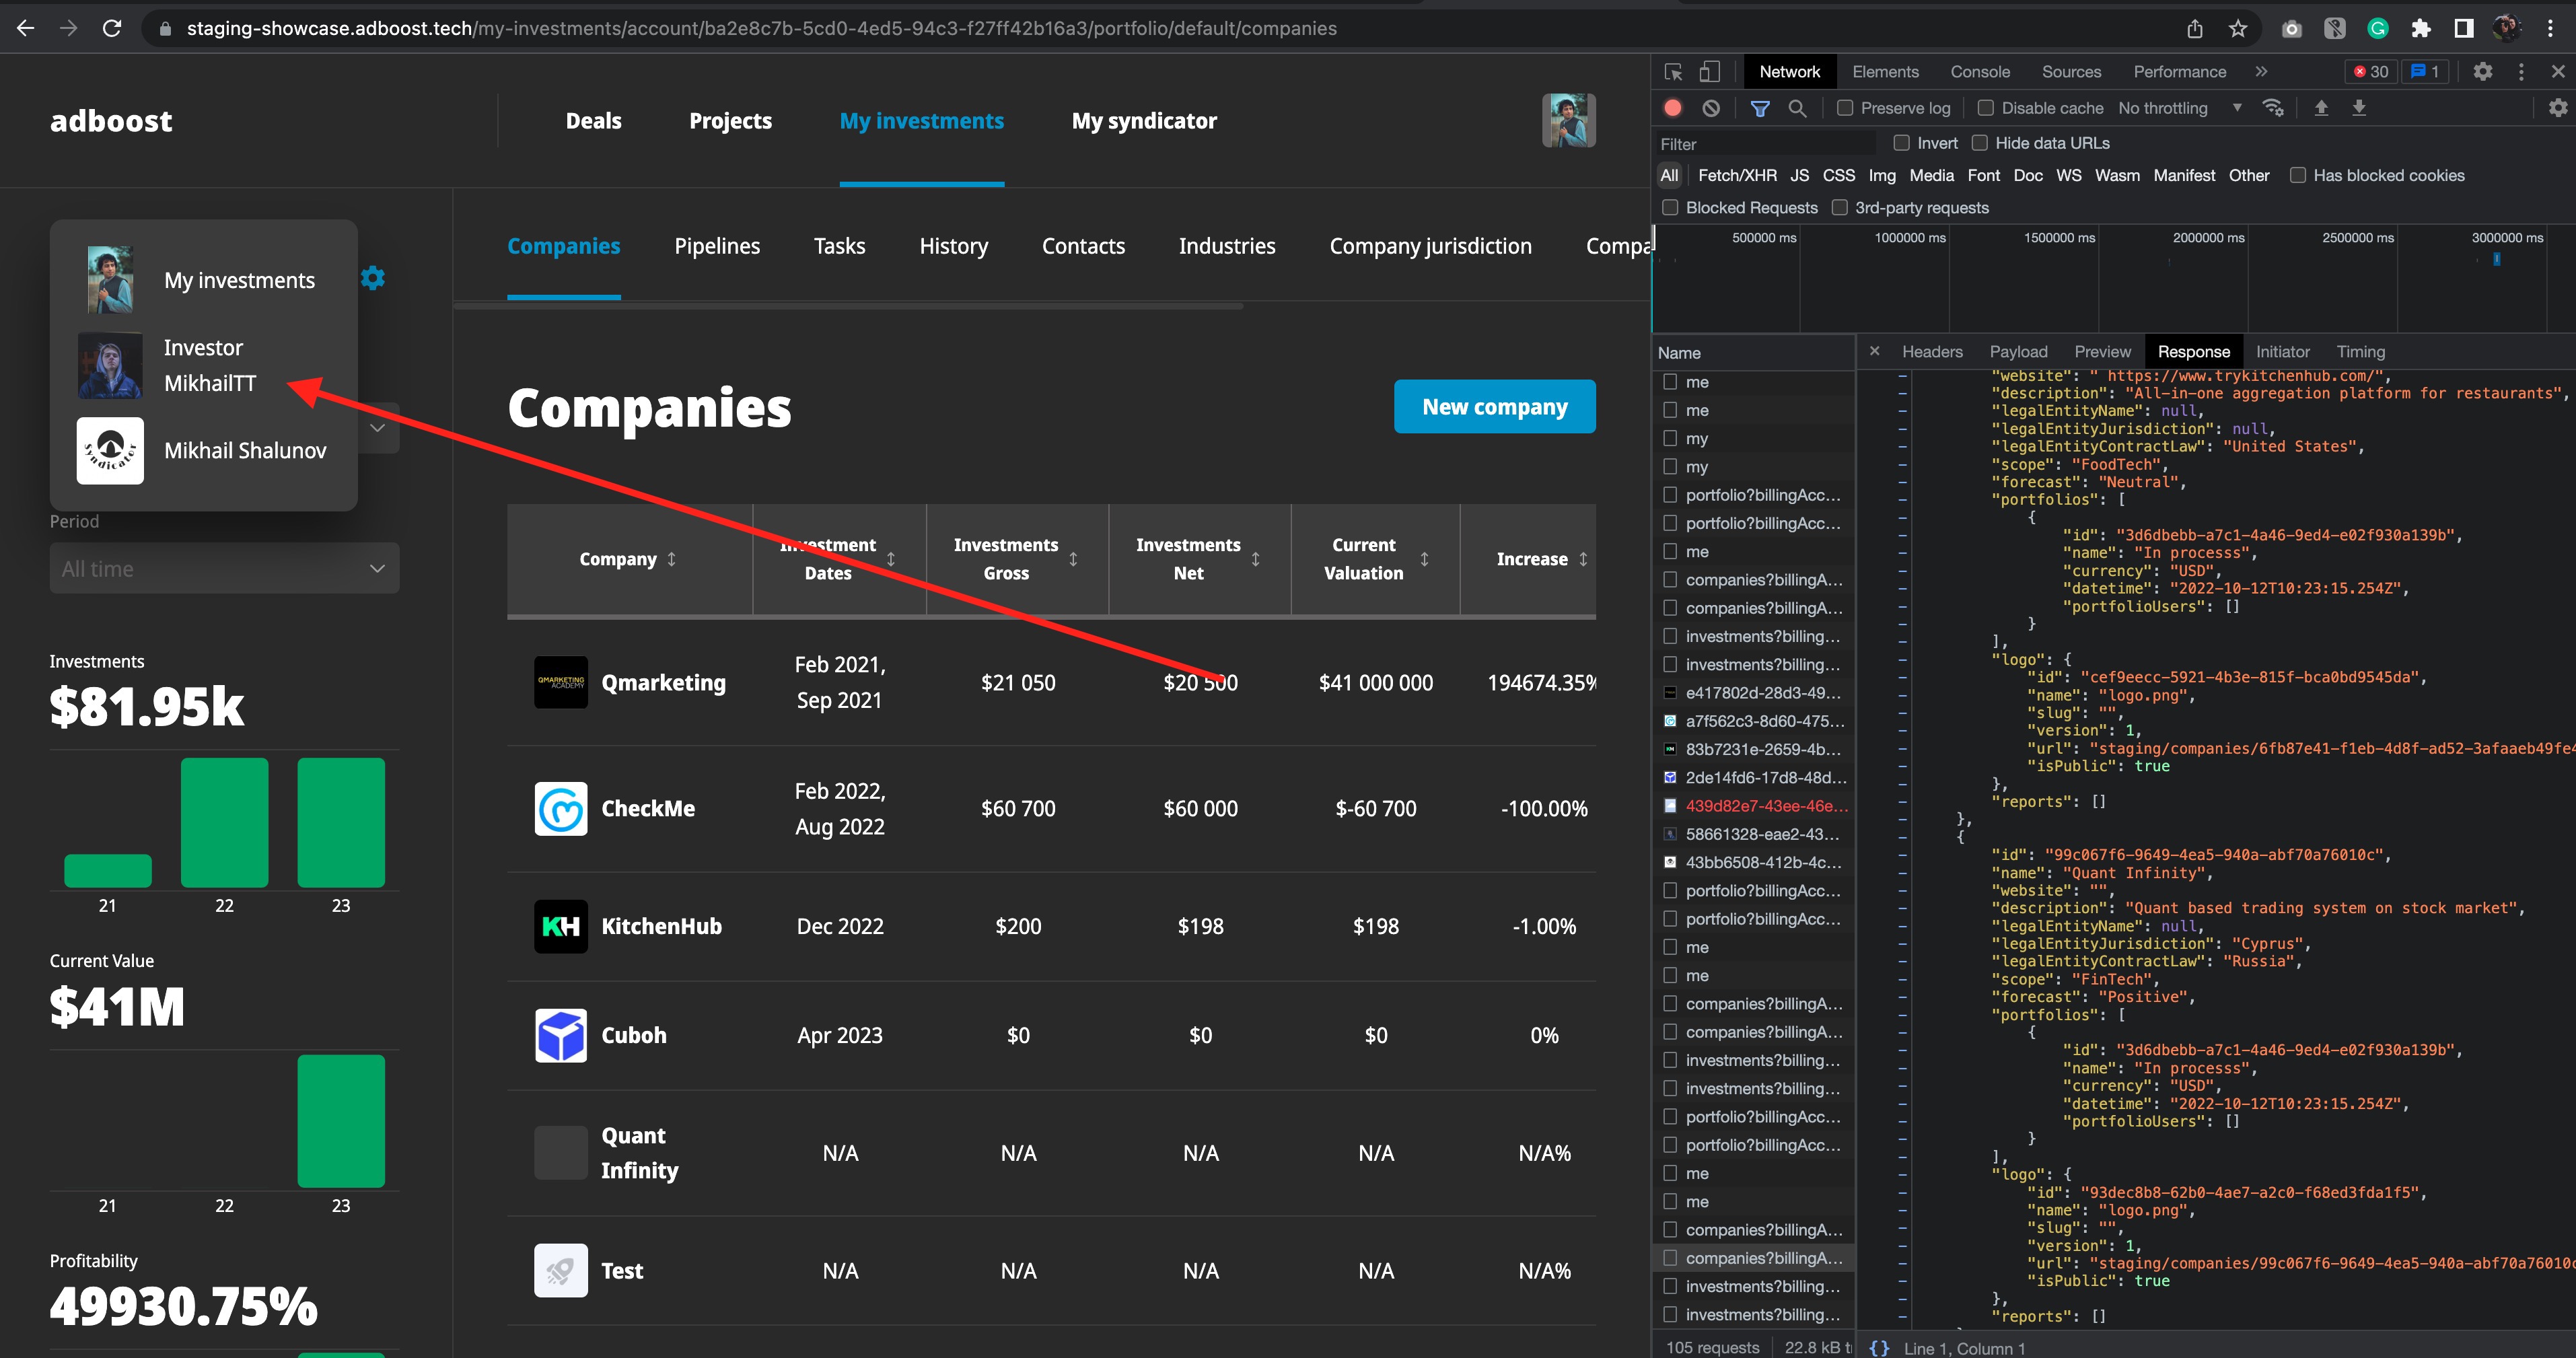 staging-showcase.adboost.tech/my-investments/account/ba2e8c7b-5cd0-4ed5-94c3-f27ff42b16a3/portfolio/default/companies
adboost
Deals
Projects
My investments
My syndicator
My investments
Investor
MikhailTT
syndicator
Mikhail Shalunov
Period
All time
Investments
$81.95k
21 22 23
Current Value
$41M
21 22 23
Profitability
49930.75%
Companies Pipelines Tasks History Contacts Industries Company jurisdiction Compa
Companies
New company
Company
Investment
Dates
Investments
Gross
Investments
Net
Current
Valuation
Increase
QMARKETING
ACADEMY
Qmarketing
Feb 2021,
Sep 2021
$21 050
$20 500
$41 000 000
194674.35%
CheckMe
Feb 2022,
Aug 2022
$60 700
$60 000
$-60 700
-100.00%
KH
KitchenHub
Dec 2022
$200
$198
$198
-1.00%
Cuboh
Apr 2023
$0
$0
$0
0%
Quant
Infinity
N/A
N/A
N/A
N/A
N/A%
Test
N/A
N/A
N/A
N/A
N/A%
Network Elements Console Sources Performance 30 1
Preserve log Disable cache No throttling
Filter Invert Hide data URLs
All Fetch/XHR JS CSS Img Media Font Doc WS Wasm Manifest Other Has blocked cookies
Blocked Requests 3rd-party requests
500000 ms 1000000 ms 1500000 ms 2000000 ms 2500000 ms 3000000 ms
Name
me
me
my
my
portfolio?billingAcc...
portfolio?billingAcc...
me
companies?billingA...
companies?billingA...
investments?billing...
investments?billing...
e417802d-28d3-49...
a7f562c3-8d60-475...
83b7231e-2659-4b...
2de14fd6-17d8-48d...
439d82e7-43ee-46e...
58661328-eae2-43...
43bb6508-412b-4c...
portfolio?billingAcc...
portfolio?billingAcc...
me
me
companies?billingA...
companies?billingA...
investments?billing...
investments?billing...
portfolio?billingAcc...
portfolio?billingAcc...
me
me
companies?billingA...
companies?billingA...
investments?billing...
investments?billing...
105 requests 22.8 kB t
Headers Payload Preview Response Initiator Timing
"website": " https://www.trykitchenhub.com/",
"description": "All-in-one aggregation platform for restaurants",
"legalEntityName": null,
"legalEntityJurisdiction": null,
"legalEntityContractLaw": "United States",
"scope": "FoodTech",
"forecast": "Neutral",
"portfolios": [
{
"id": "3d6dbebb-a7c1-4a46-9ed4-e02f930a139b",
"name": "In processs",
"currency": "USD",
"datetime": "2022-10-12T10:23:15.254Z",
"portfolioUsers": []
}
],
"logo": {
"id": "cef9eecc-5921-4b3e-815f-bca0bd9545da",
"name": "logo.png",
"slug": "",
"version": 1,
"url": "staging/companies/6fb87e41-f1eb-4d8f-ad52-3afaaeb49fe4
"isPublic": true
},
"reports": []
},
{
"id": "99c067f6-9649-4ea5-940a-abf70a76010c",
"name": "Quant Infinity",
"website": "",
"description": "Quant based trading system on stock market",
"legalEntityName": null,
"legalEntityJurisdiction": "Cyprus",
"legalEntityContractLaw": "Russia",
"scope": "FinTech",
"forecast": "Positive",
"portfolios": [
{
"id": "3d6dbebb-a7c1-4a46-9ed4-e02f930a139b",
"name": "In processs",
"currency": "USD",
"datetime": "2022-10-12T10:23:15.254Z",
"portfolioUsers": []
}
],
"logo": {
"id": "93dec8b8-62b0-4ae7-a2c0-f68ed3fda1f5",
"name": "logo.png",
"slug": "",
"version": 1,
"url": "staging/companies/99c067f6-9649-4ea5-940a-abf70a76010c
"isPublic": true
},
"reports": []
{} Line 1, Column 1